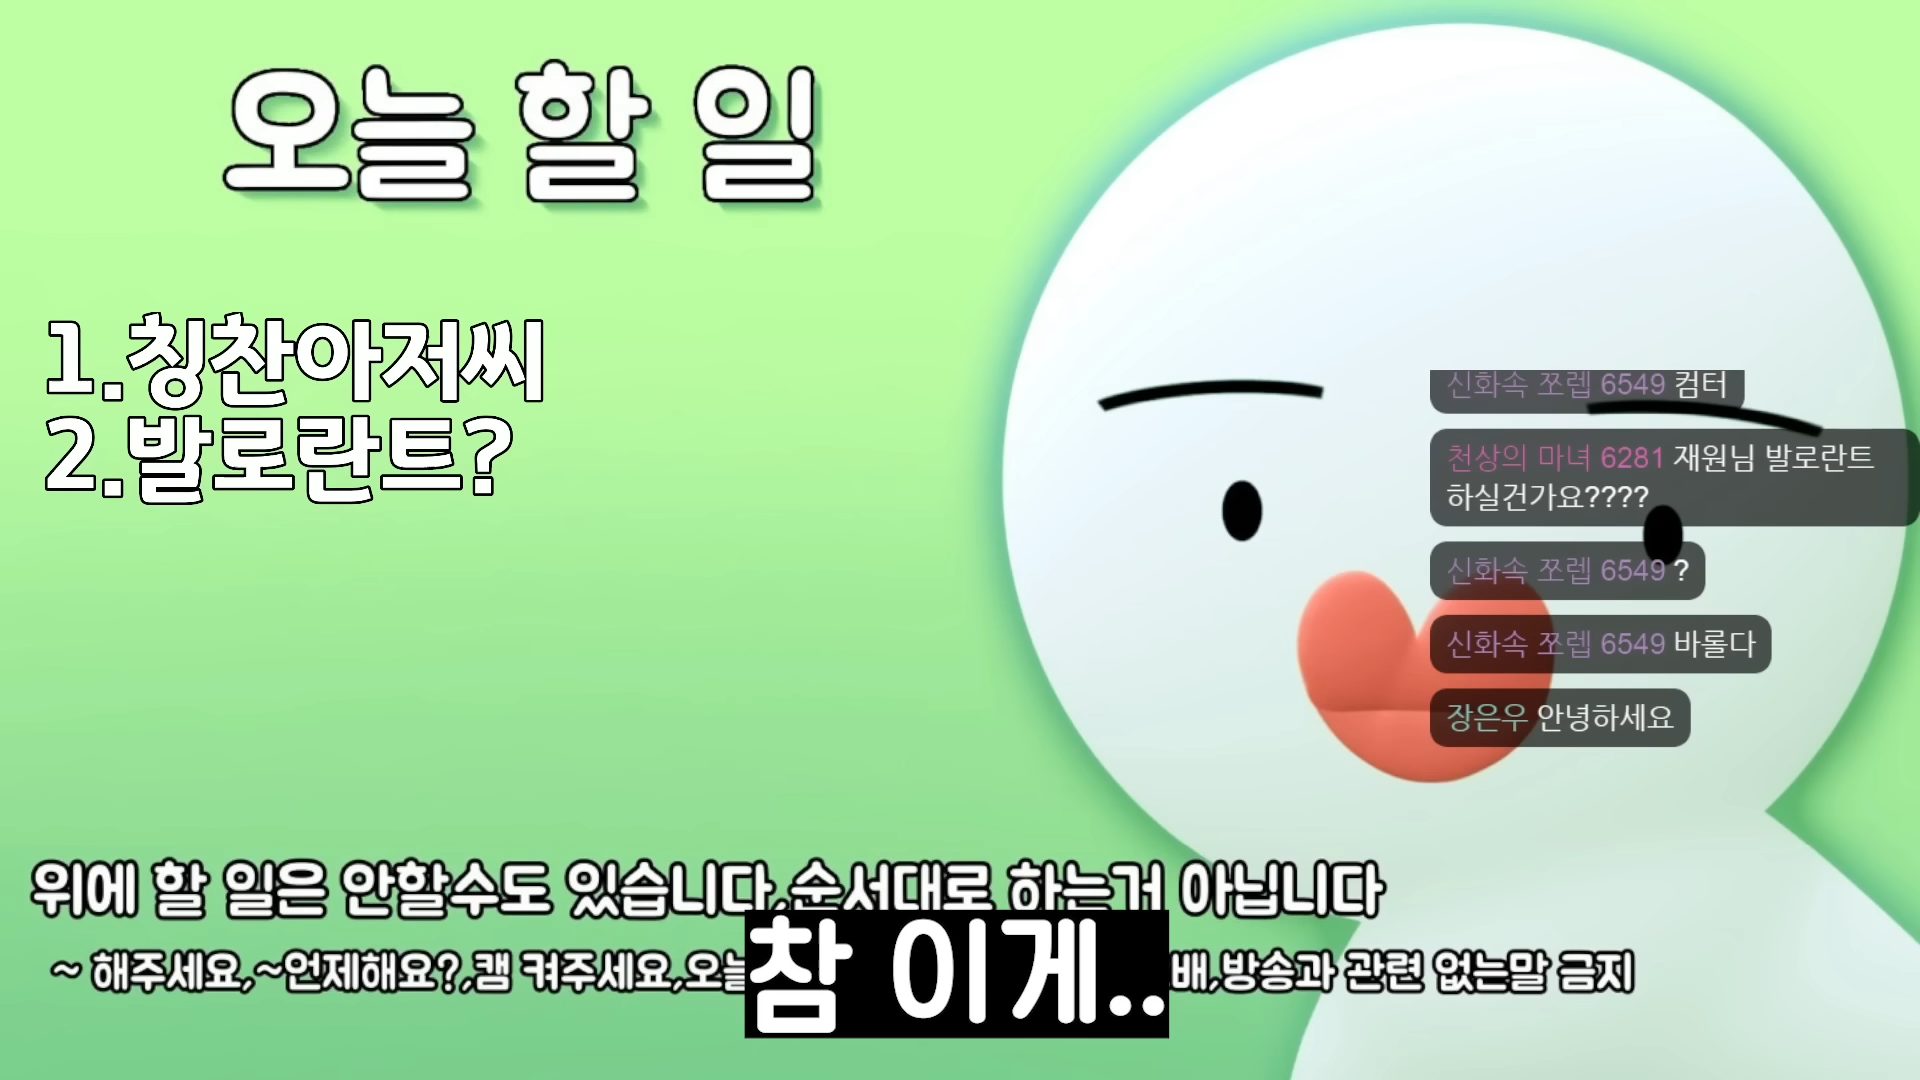 오늘 할 일
1.칭찬아저씨
2.발로란트?
신화속 쪼렙 6549 컴터
천상의 마녀 6281 재원님 발로란트
하실건가요????
신화속 쪼렙 6549 ?
신화속 쪼렙 6549 바롤다
장은우 안녕하세요
위에 할 일은 안할수도 있습니다,순서대로 하는거 아닙니다
~ 해주세요,~언제해요?,캠 켜주세요,오늘 배,방송과 관련 없는말 금지
참 이게..